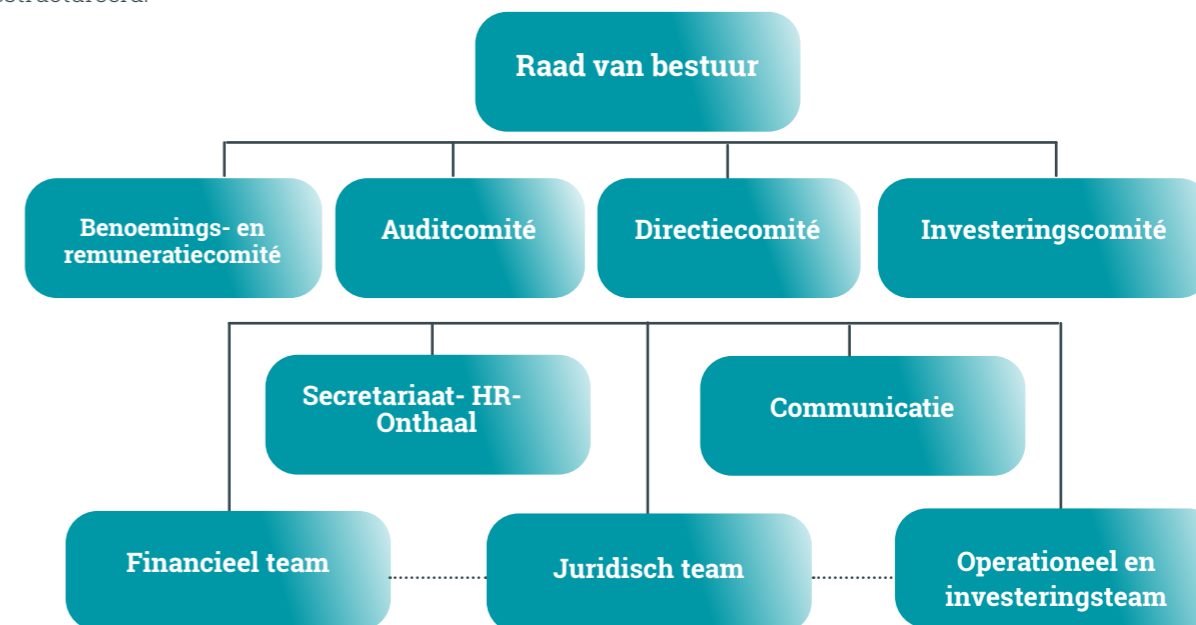 Raad van bestuur
Benoemings- en
remuneratiecomité
Auditcomité
Directiecomité
Investeringscomité
Secretariaat- HR-
Onthaal
Communicatie
Financieel team
Juridisch team
Operationeel en
investeringsteam